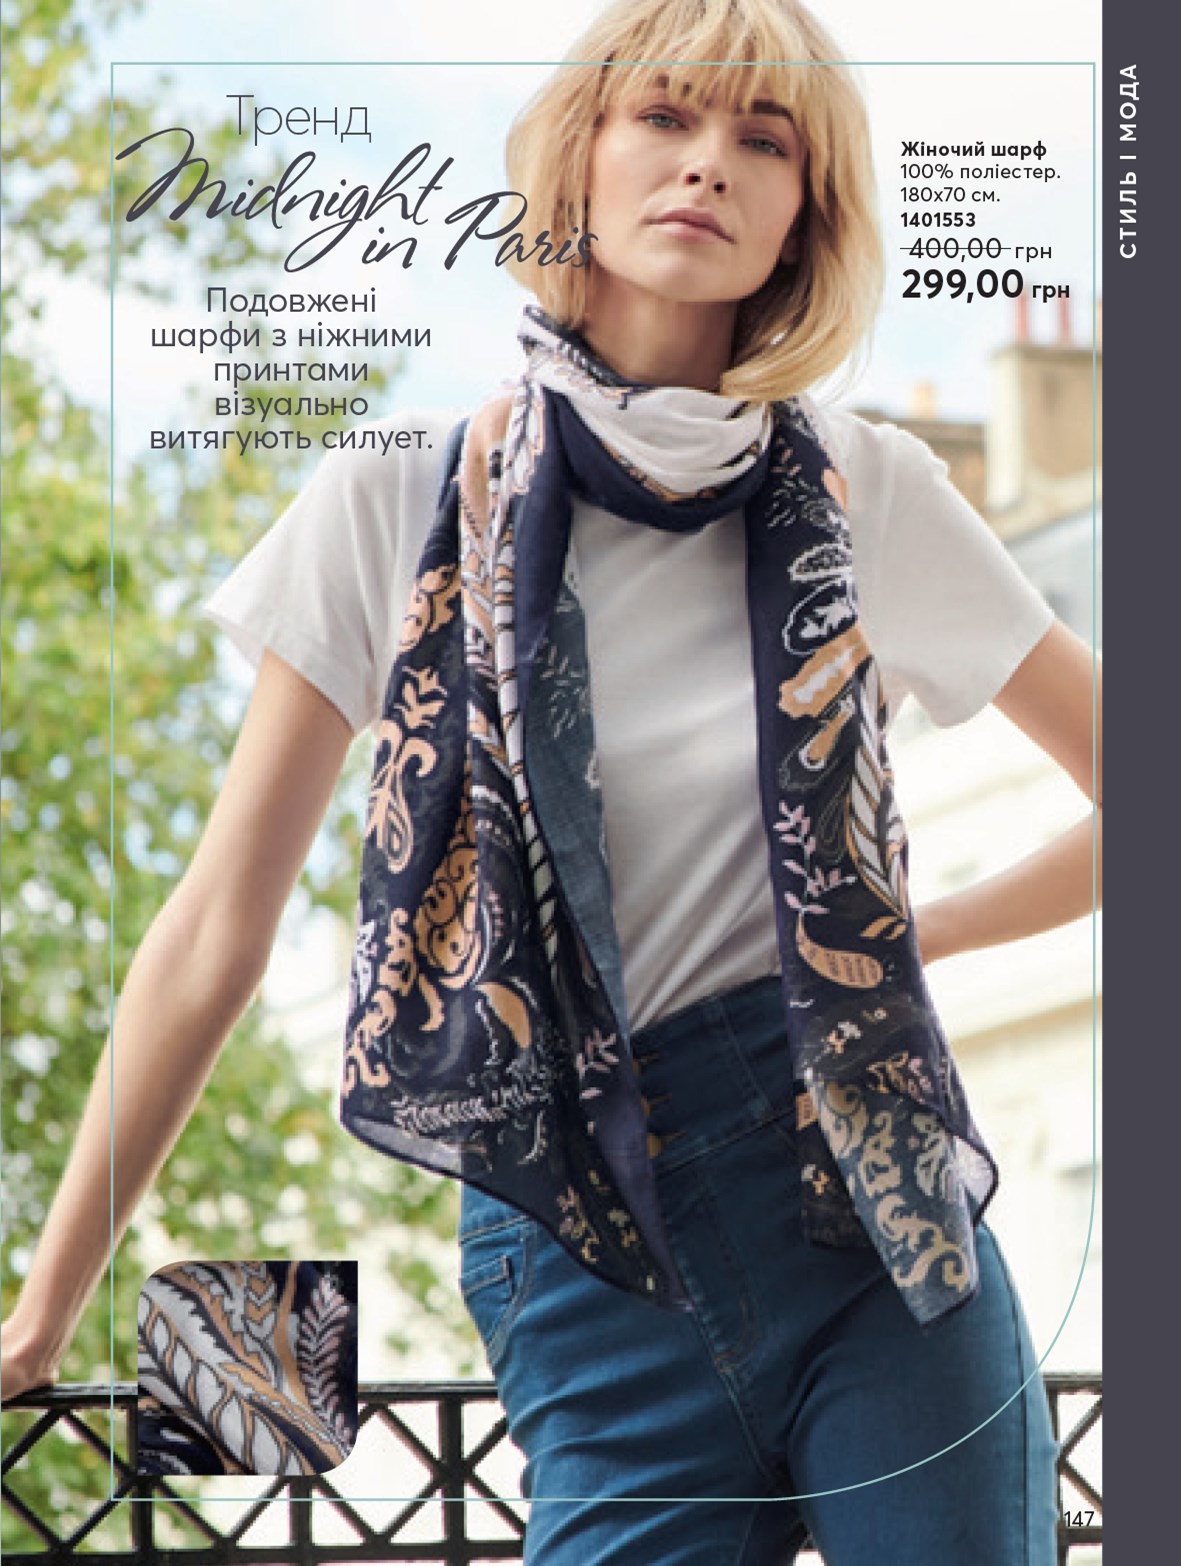 Тренд
Midnight
in Paris
Подовжені
шарфи з ніжними
принтами
візуально
витягують силует.
Жіночий шарф
100% поліестер.
180х70 см.
1401553
400,00 грн
299,00 грн
СТИЛЬ І МОДА
147